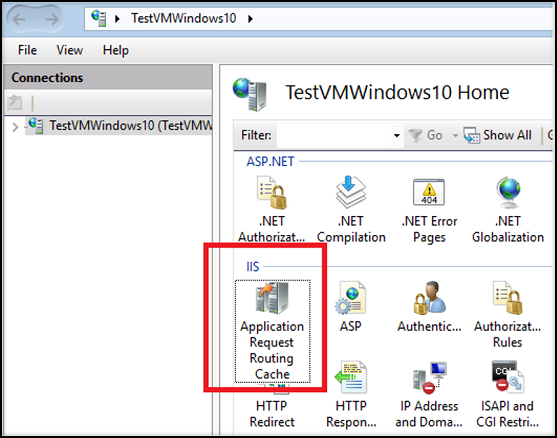 TestVMWindows10
File View Help
Connections
TestVMWindows10 (TestVMW
TestVMWindows10 Home
Filter: Go Show All
ASP.NET
.NET Authorizat...
.NET Compilation
.NET Error Pages
.NET Globalization
404
IIS
Application Request Routing Cache
ASP
Authentic...
Authorizat... Rules
HTTP Redirect
HTTP Respon...
IP Address and Domain
ISAPI and CGI Restri...